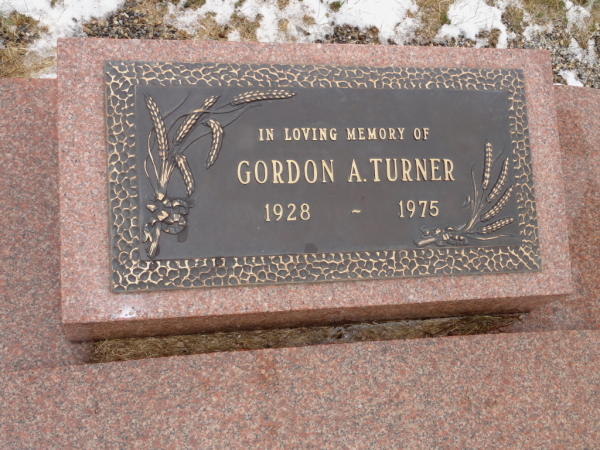 IN LOVING MEMORY OF
GORDON A. TURNER
1928 ~ 1975